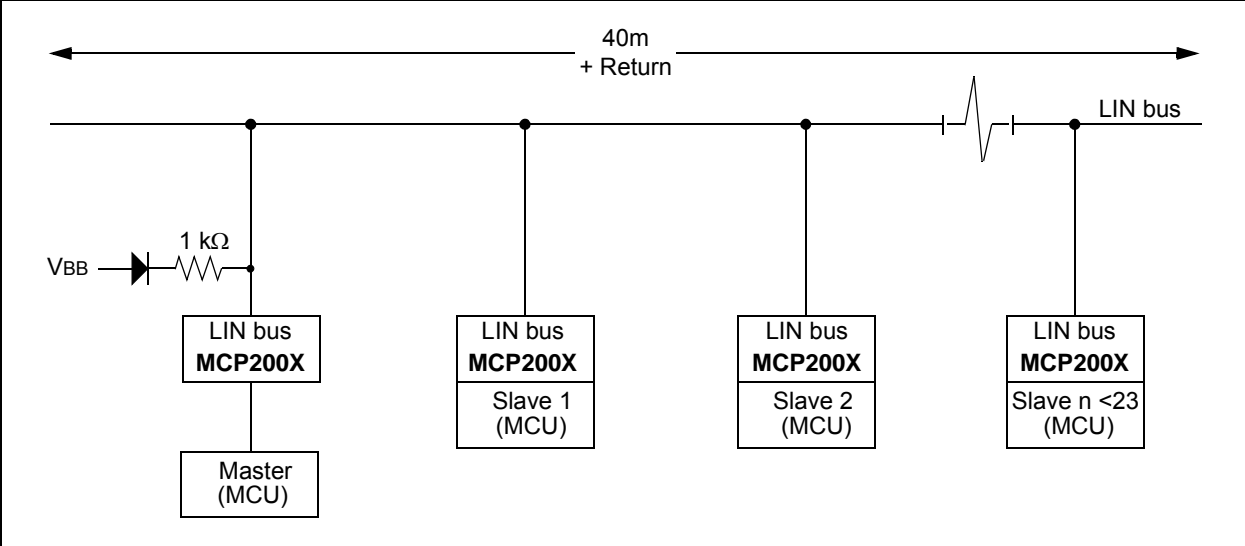 40m
+ Return
LIN bus
1 kΩ
VBB
LIN bus
MCP200X
LIN bus
MCP200X
LIN bus
MCP200X
LIN bus
MCP200X
Slave 1
(MCU)
Slave 2
(MCU)
Slave n <23
(MCU)
Master
(MCU)